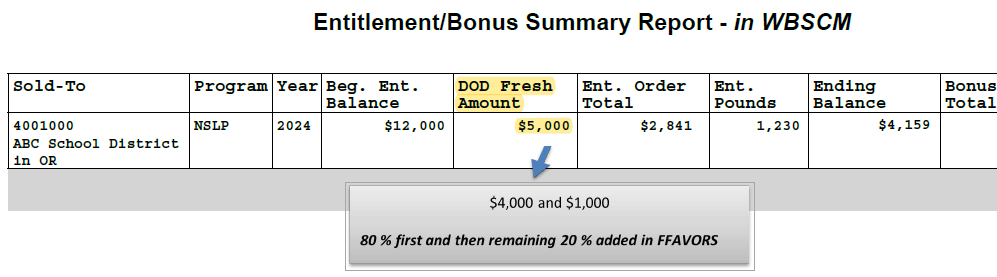 Entitlement/Bonus Summary Report - in WBSCM
Sold-To Program Year Beg. Ent. Balance DOD Fresh Amount Ent. Order Total Ent. Pounds Ending Balance Bonus Total
4001000 NSLP 2024 $12,000 $5,000 $2,841 1,230 $4,159
ABC School District
in OR
$4,000 and $1,000
80 % first and then remaining 20 % added in FFAVORS